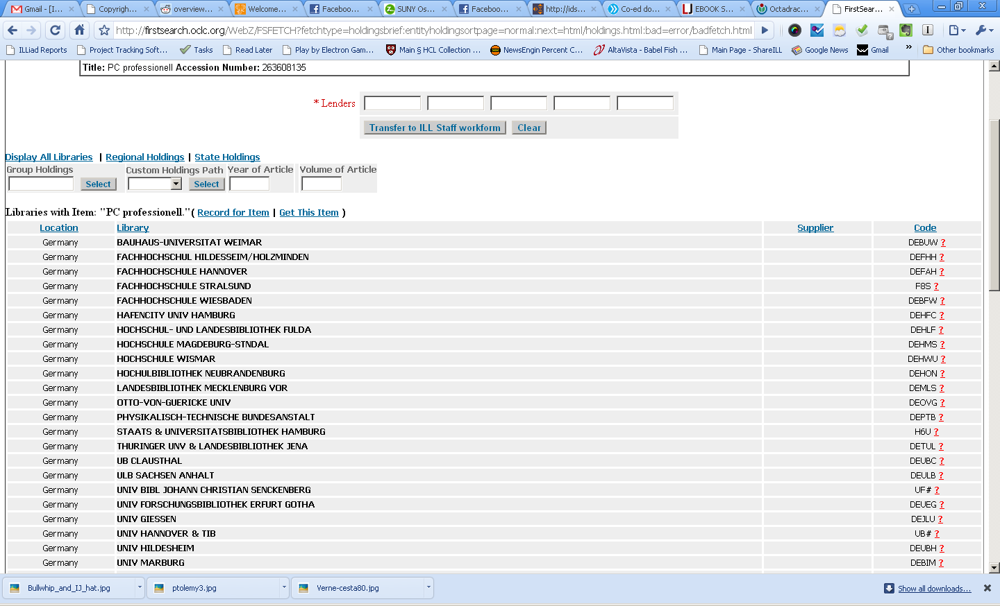 Gmail - [I... Copyright... overview... Welcome... Facebook... SUNY Os... Facebook... http://ids... Co-ed do... EBOOK S... Octadrac... FirstSear...
http://firstsearch.oclc.org/WebZ/FSFETCH?fetchtype=holdingsbrief:entityholdingsortpage=normal:next=html/holdings.html:bad=error/badfetch.html
ILLiad Reports Project Tracking Soft... Tasks Read Later Play by Electron Gam... Main § HCL Collection ... NewsEngin Percent C... AltaVista - Babel Fish ... Main Page - ShareILL Google News Gmail » Other bookmarks
Title: PC professionell Accession Number: 263608135
* Lenders
Transfer to ILL Staff workform Clear
Display All Libraries | Regional Holdings | State Holdings
Group Holdings Custom Holdings Path Year of Article Volume of Article
Select Select
Libraries with Item: "PC professionell."( Record for Item | Get This Item )
Location Library Supplier Code
Germany BAUHAUS-UNIVERSITAT WEIMAR DEBUW ?
Germany FACHHOCHSCHUL HILDESSEIM/HOLZMINDEN DEFHH ?
Germany FACHHOCHSCHULE HANNOVER DEFAH ?
Germany FACHHOCHSCHULE STRALSUND F8S ?
Germany FACHHOCHSCHULE WIESBADEN DEBFW ?
Germany HAFENCITY UNIV HAMBURG DEHFC ?
Germany HOCHSCHUL- UND LANDESBIBLIOTHEK FULDA DEHLF ?
Germany HOCHSCHULE MAGDEBURG-STNDAL DEHMS ?
Germany HOCHSCHULE WISMAR DEHWU ?
Germany HOCHULBIBLIOTHEK NEUBRANDENBURG DEHON ?
Germany LANDESBIBLIOTHEK MECKLENBURG VOR DEMLS ?
Germany OTTO-VON-GUERICKE UNIV DEOVG ?
Germany PHYSIKALISCH-TECHNISCHE BUNDESANSTALT DEPTB ?
Germany STAATS & UNIVERSITATSBIBLIOTHEK HAMBURG H6U ?
Germany THURINGER UNV & LANDESBIBLIOTHEK JENA DETUL ?
Germany UB CLAUSTHAL DEUBC ?
Germany ULB SACHSEN ANHALT DEULB ?
Germany UNIV BIBL JOHANN CHRISTIAN SENCKENBERG UF# ?
Germany UNIV FORSCHUNGSBIBLIOTHEK ERFURT GOTHA DEUEG ?
Germany UNIV GIESSEN DEJLU ?
Germany UNIV HANNOVER & TIB UB# ?
Germany UNIV HILDESHEIM DEUBH ?
Germany UNIV MARBURG DEBIM ?
Bullwhip_and_IJ_hat.jpg ptolemy3.jpg Verne-cesta80.jpg Show all downloads...